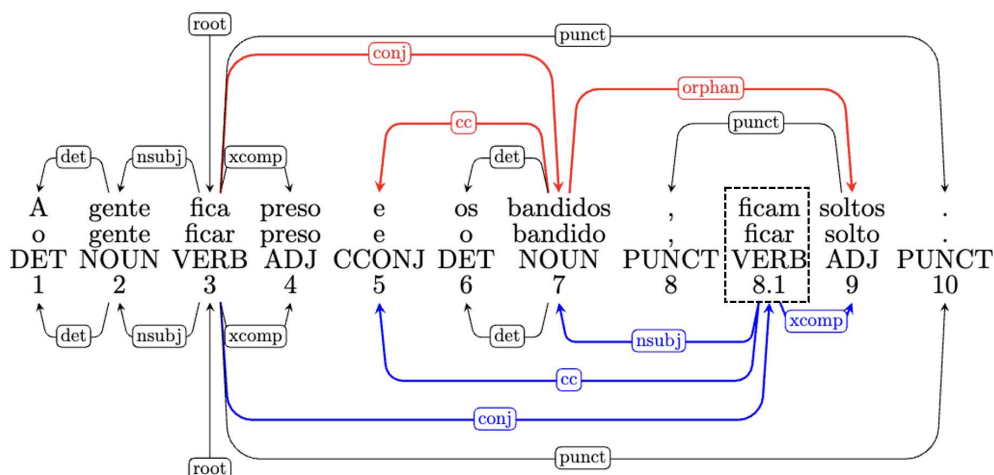 root
punct
conj
orphan
cc
punct
det nsubj xcomp det
A gente fica preso e os bandidos , ficam soltos .
o gente ficar preso e o bandido , ficar solto .
DET NOUN VERB ADJ CCONJ DET NOUN PUNCT VERB ADJ PUNCT
1 2 3 4 5 6 7 8 8.1 9 10
xcomp
det nsubj xcomp det nsubj
cc
conj
punct
root